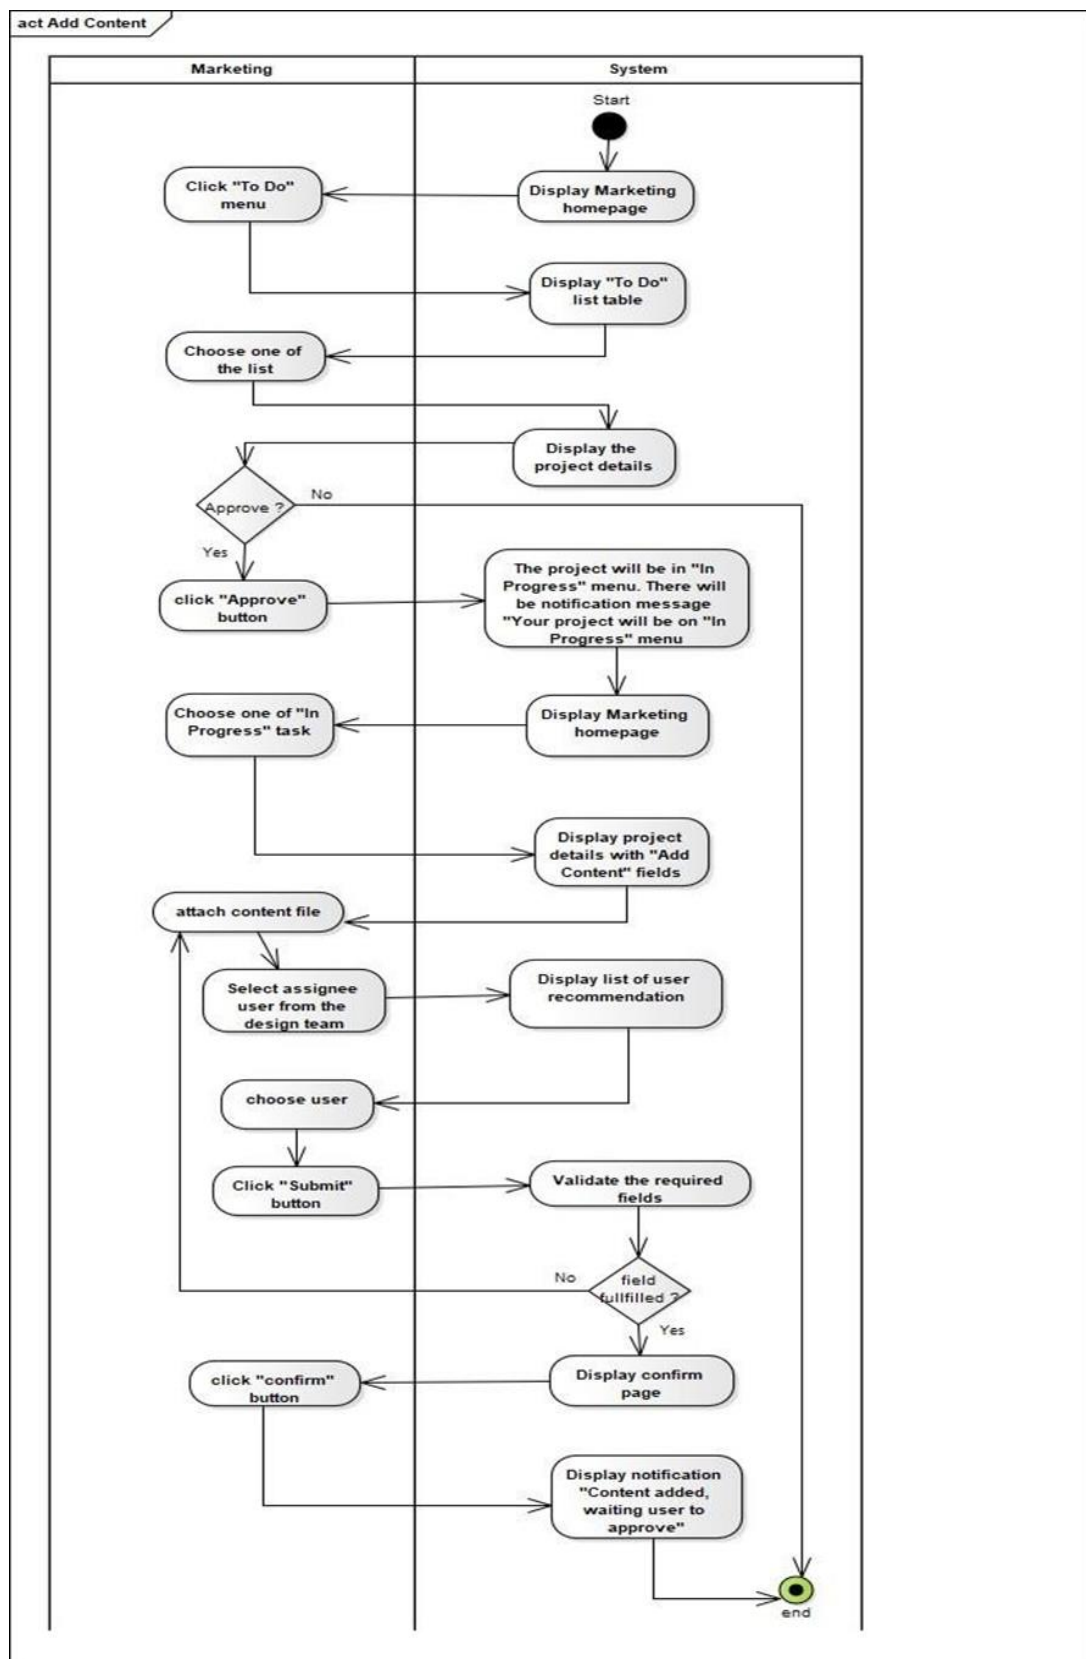 act Add Content
Marketing
System
Start
Click "To Do"
menu
Display Marketing
homepage
Display "To Do"
list table
Choose one of
the list
Display the
project details
Approve ?
No
Yes
click "Approve"
button
The project will be in "In
Progress" menu. There will
be notification message
"Your project will be on "In
Progress" menu
Choose one of "In
Progress" task
Display Marketing
homepage
Display project
details with "Add
Content" fields
attach content file
Select assignee
user from the
design team
Display list of user
recommendation
choose user
Click "Submit"
button
Validate the required
fields
No
field
fullfilled ?
Yes
click "confirm"
button
Display confirm
page
Display notification
"Content added,
waiting user to
approve"
end